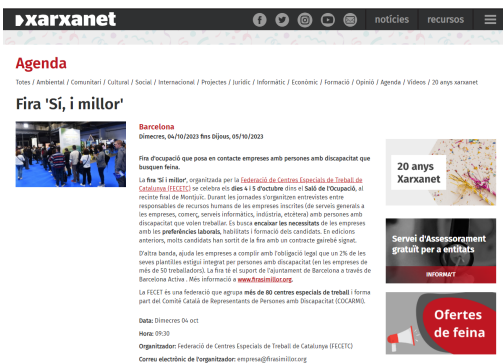 xarxanet
notícies
recursos
Agenda
Totes / Ambiental / Comunitari / Cultural / Social / Internacional / Projectes / Jurídic / Informàtic / Econòmic / Formació / Opinió / Agenda / Vídeos / 20 anys xarxanet
Fira 'Sí, i millor'
Barcelona
Dimecres, 04/10/2023 fins Dijous, 05/10/2023
Fira d'ocupació que posa en contacte empreses amb persones amb discapacitat que
busquen feina.
La fira 'Sí i millor', organitzada per la Federació de Centres Especials de Treball de
Catalunya (FECETC) se celebra els dies 4 i 5 d'octubre dins el Saló de l'Ocupació, al
recinte firal de Montjuïc. Durant les jornades s'organitzen entrevistes entre
responsables de recursos humans de les empreses inscrites (de serveis generals a
les empreses, comerç, serveis informàtics, indústria, etcètera) amb persones amb
discapacitat que volen treballar. Es busca encaixar les necessitats de les empreses
amb les preferències laborals, habilitats i formació dels candidats. En edicions
anteriors, molts candidats han sortit de la fira amb un contracte gairebé signat.
D'altra banda, ajuda les empreses a complir amb l'obligació legal que un 2% de les
seves plantilles estigui integrat per persones amb discapacitat (en les empreses de
més de 50 treballadors). La fira té el suport de l'ajuntament de Barcelona a través de
Barcelona Activa . Més informació a www.firasimillor.org.
La FECET és una federació que agrupa més de 80 centres especials de treball i forma
part del Comitè Català de Representants de Persones amb Discapacitat (COCARMI).
Data: Dimecres 04 oct
Hora: 09:30
Organitzador: Federació de Centres Especials de Treball de Catalunya (FECETC)
Correu electrònic de l'organitzador: empresa@firasimillor.org
20 anys
Xarxanet
Servei d'Assessorament
gratuït per a entitats
INFORMA'T
Ofertes
de feina